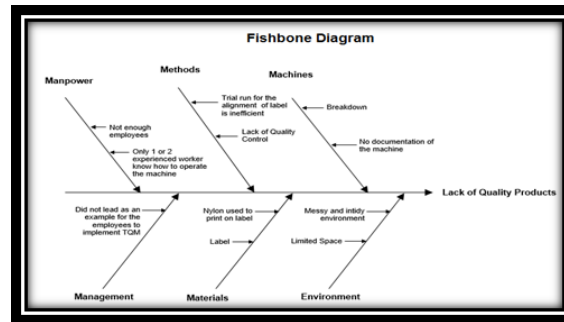 Fishbone Diagram
Manpower
Methods
Machines
Not enough
employees
Only 1 or 2
experienced worker
know how to operate
the machine
Trial run for the
alignment of label
is inefficient
Lack of Quality
Control
Breakdown
No documentation of
the machine
Lack of Quality Products
Did not lead as an
example for the
employees to
implement TQM
Nylon used to
print on label
Label
Messy and intidy
environment
Limited Space
Management
Materials
Environment